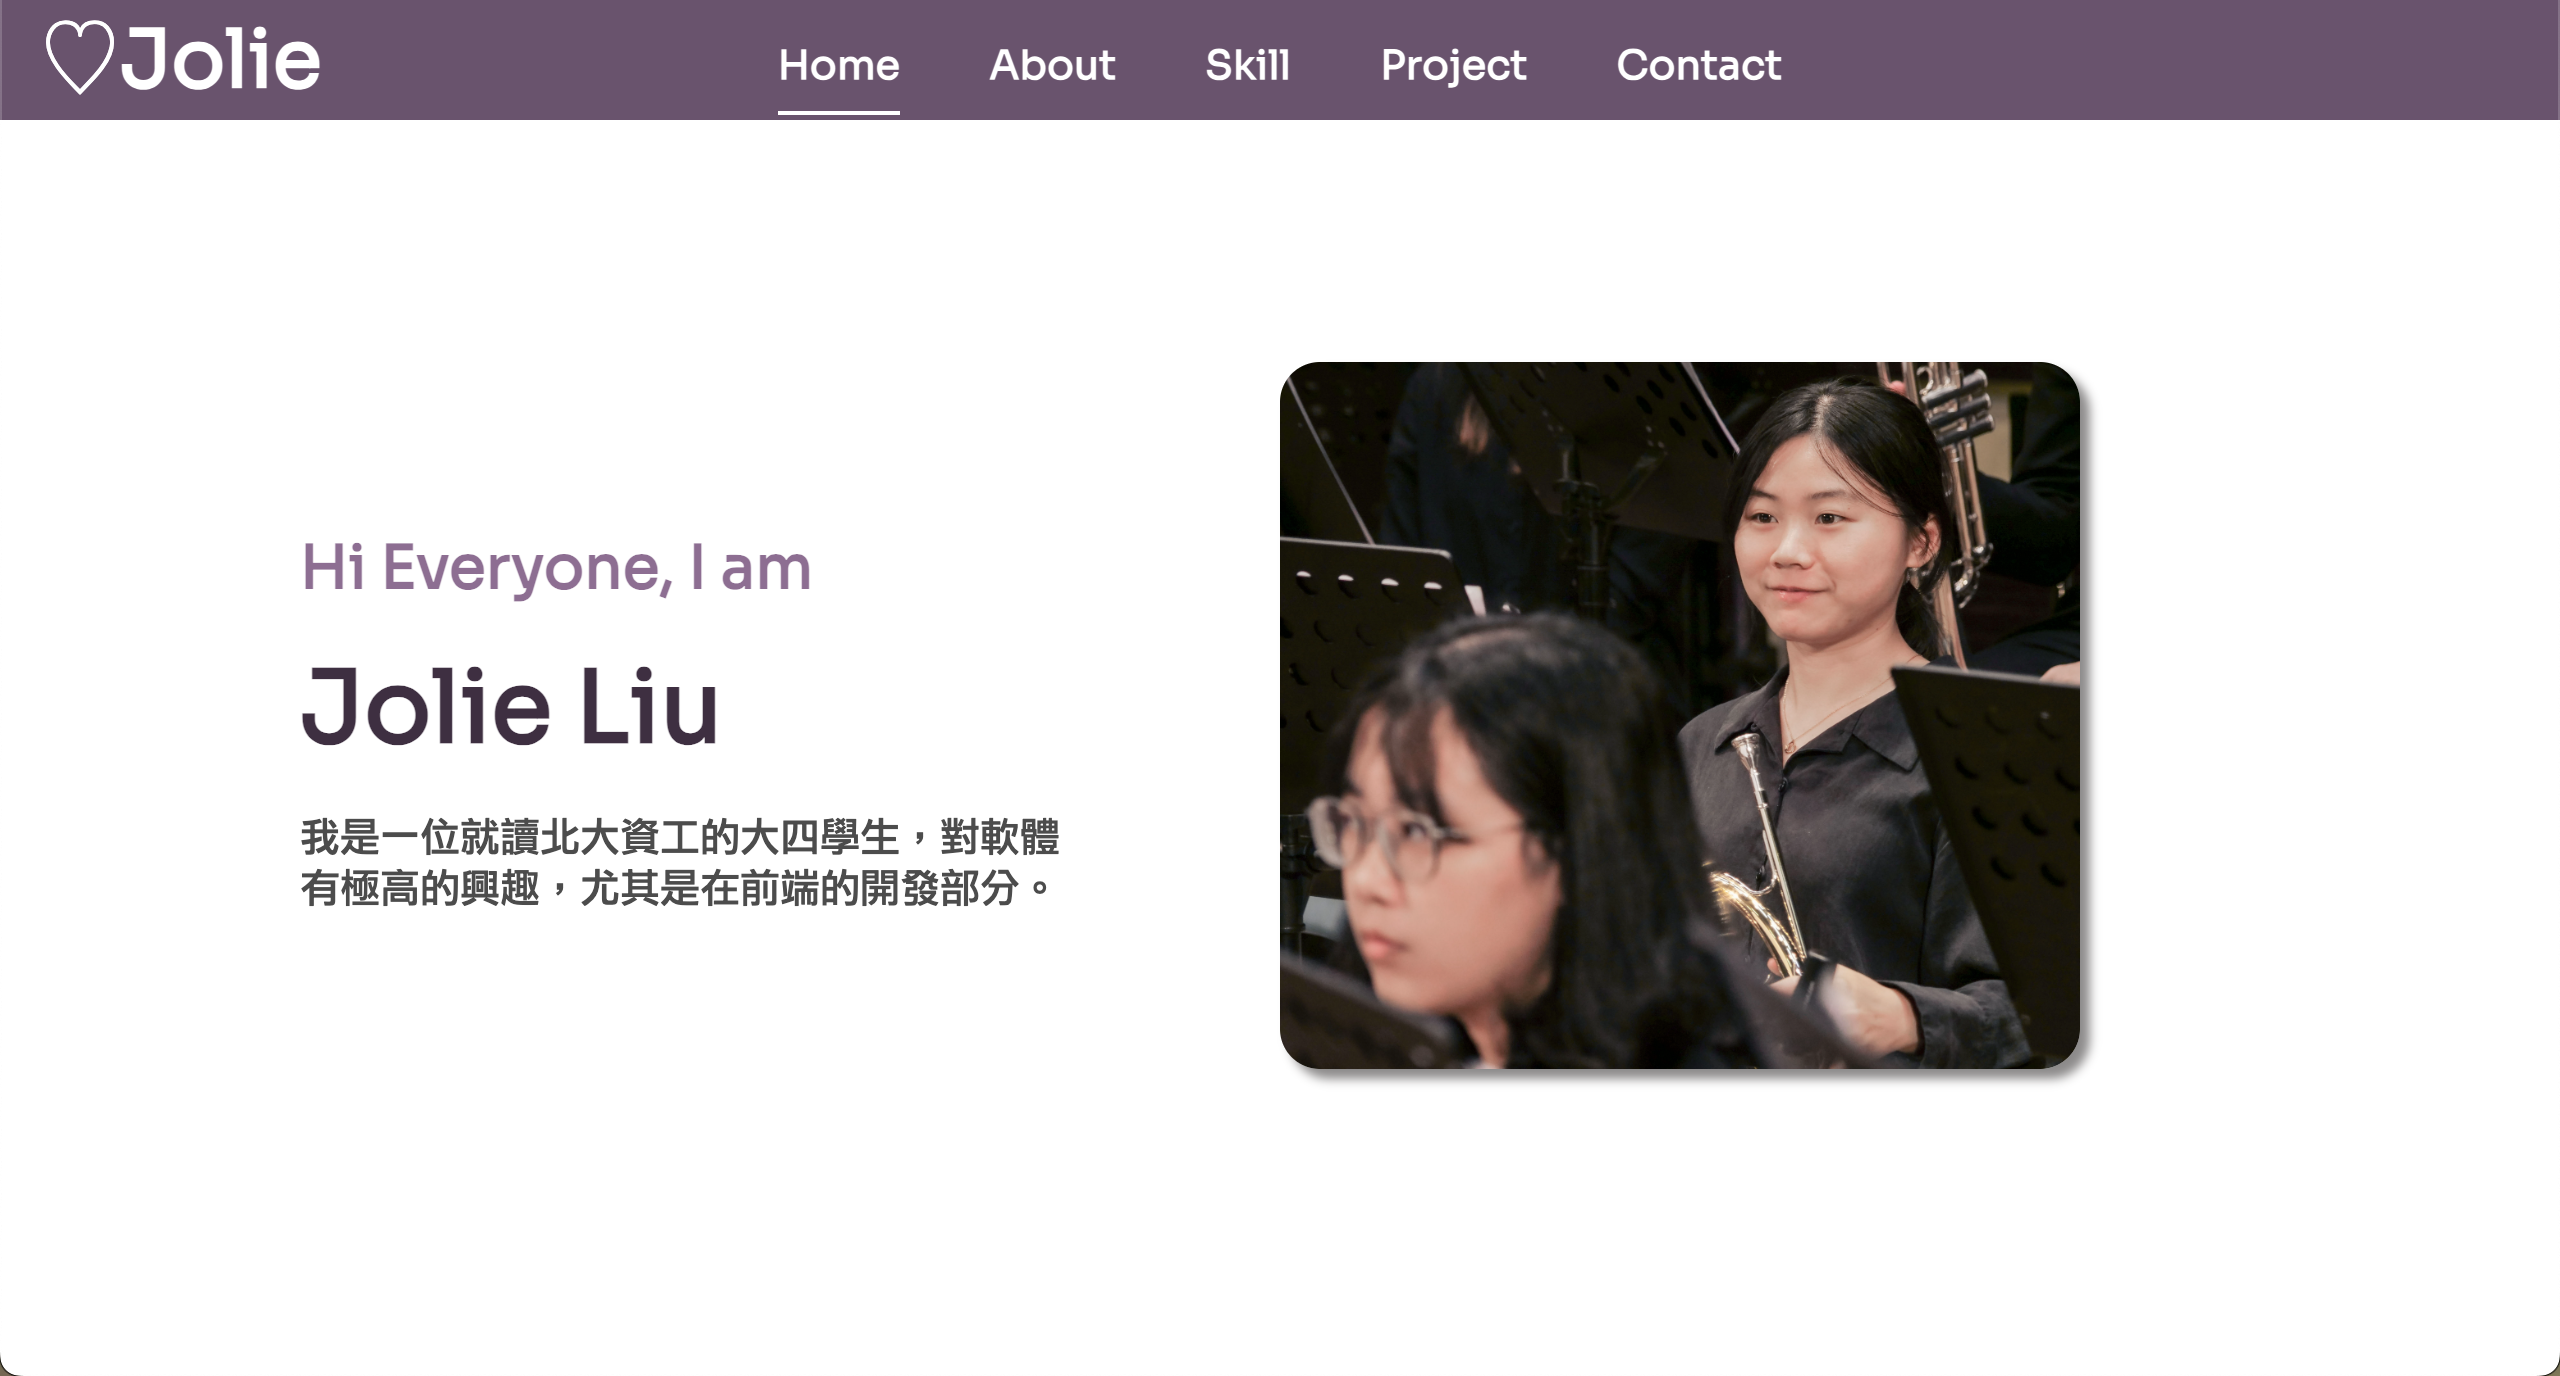 ♡Jolie
Home About Skill Project Contact
Hi Everyone, I am
Jolie Liu
我是一位就讀北大資工的大四學生，對軟體
有極高的興趣，尤其是在前端的開發部分。